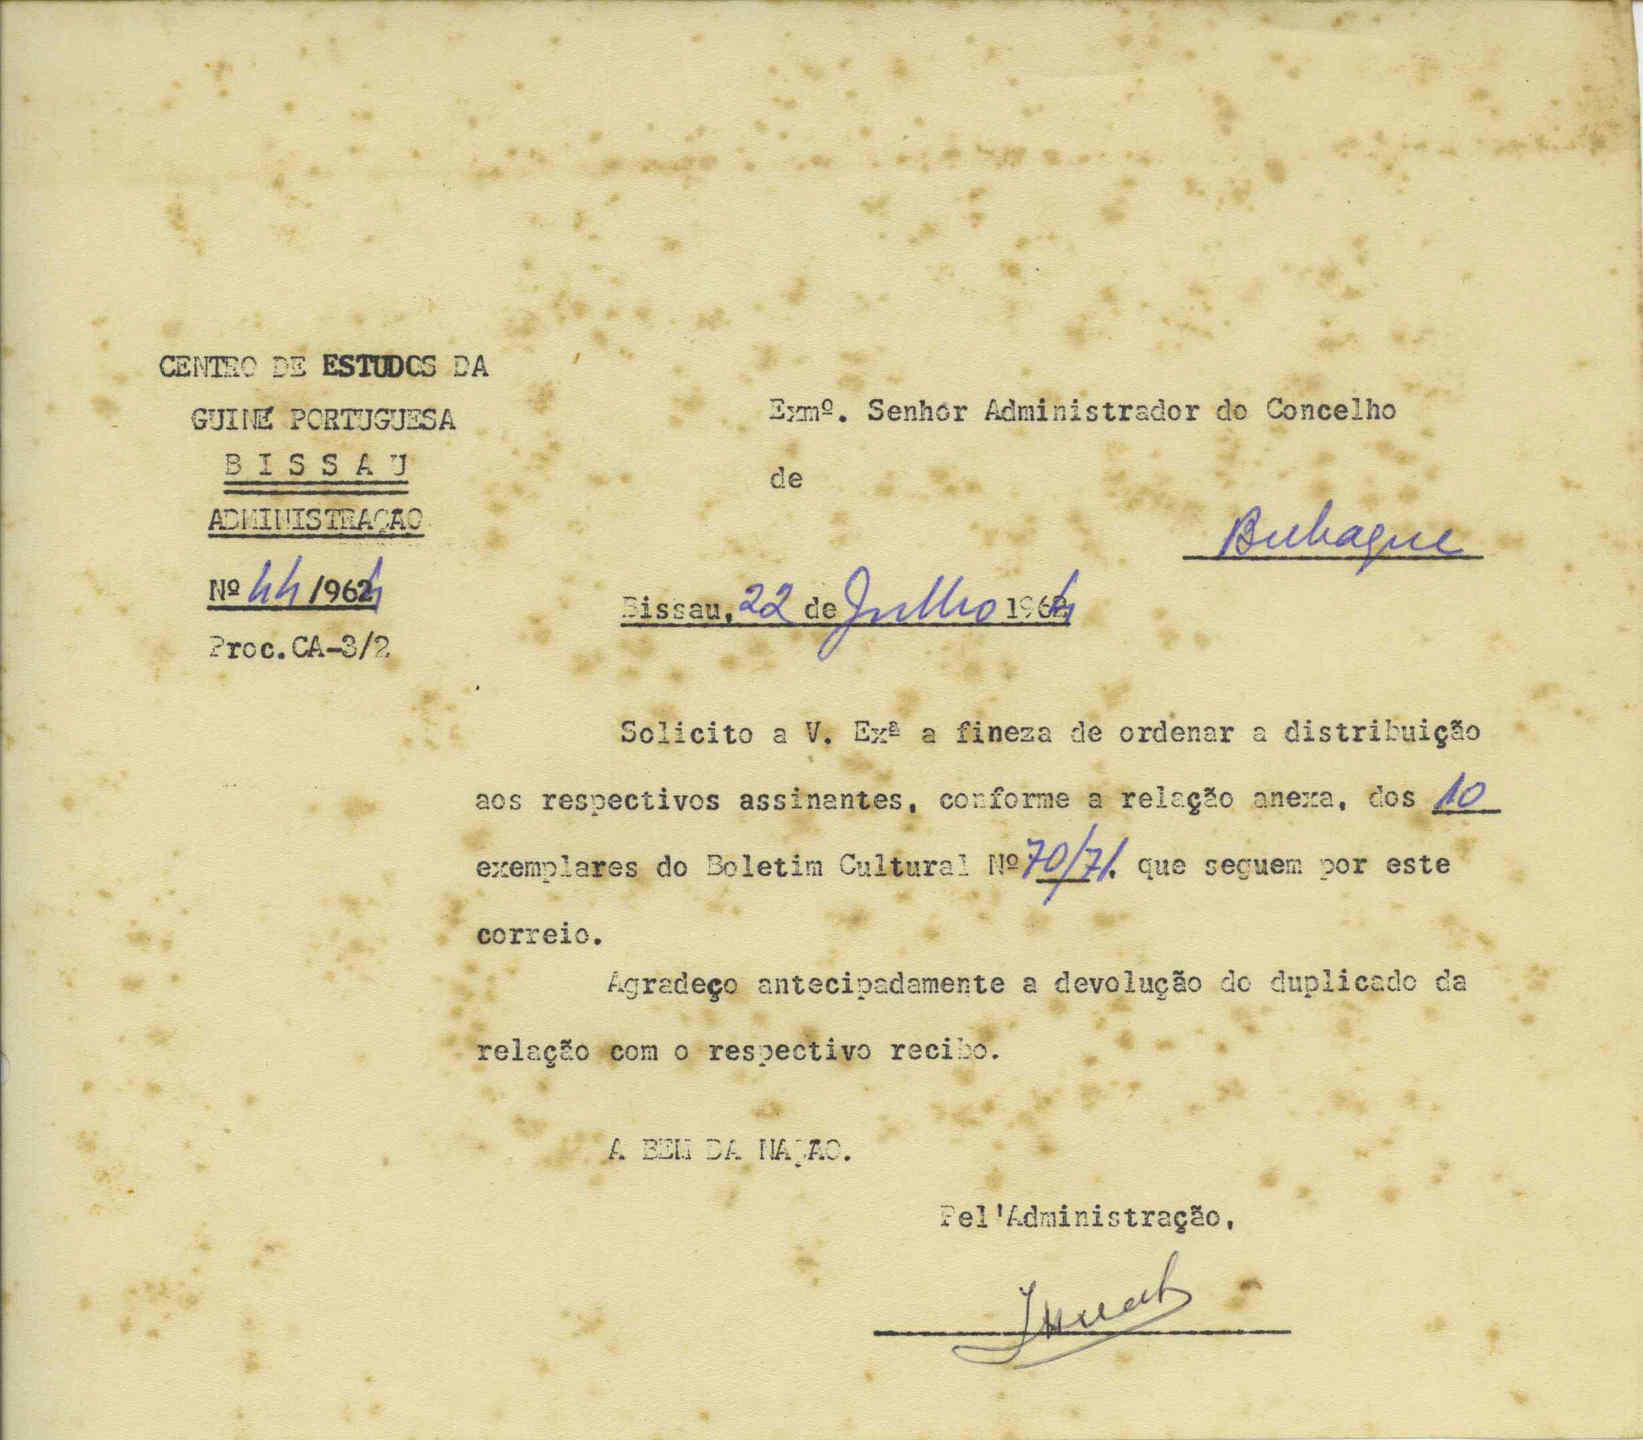 CENTRO DE ESTUDOS DA
GUINÉ PORTUGUESA
B I S S A U
ADMINISTRAÇÃO
Nº 44/964
Proc.CA-3/2
Exmº. Senhor Administrador do Concelho
de
Bubaque
Bissau, 22 de Julho 1964
Solicito a V. Exª a fineza de ordenar a distribuição
aos respectivos assinantes, conforme a relação anexa, dos 10
exemplares do Boletim Cultural Nº 70/71. que seguem por este
correio.
Agradeço antecipadamente a devolução do duplicado da
relação com o respectivo recibo.
A BEM DA NAÇÃO.
Pel'Administração,